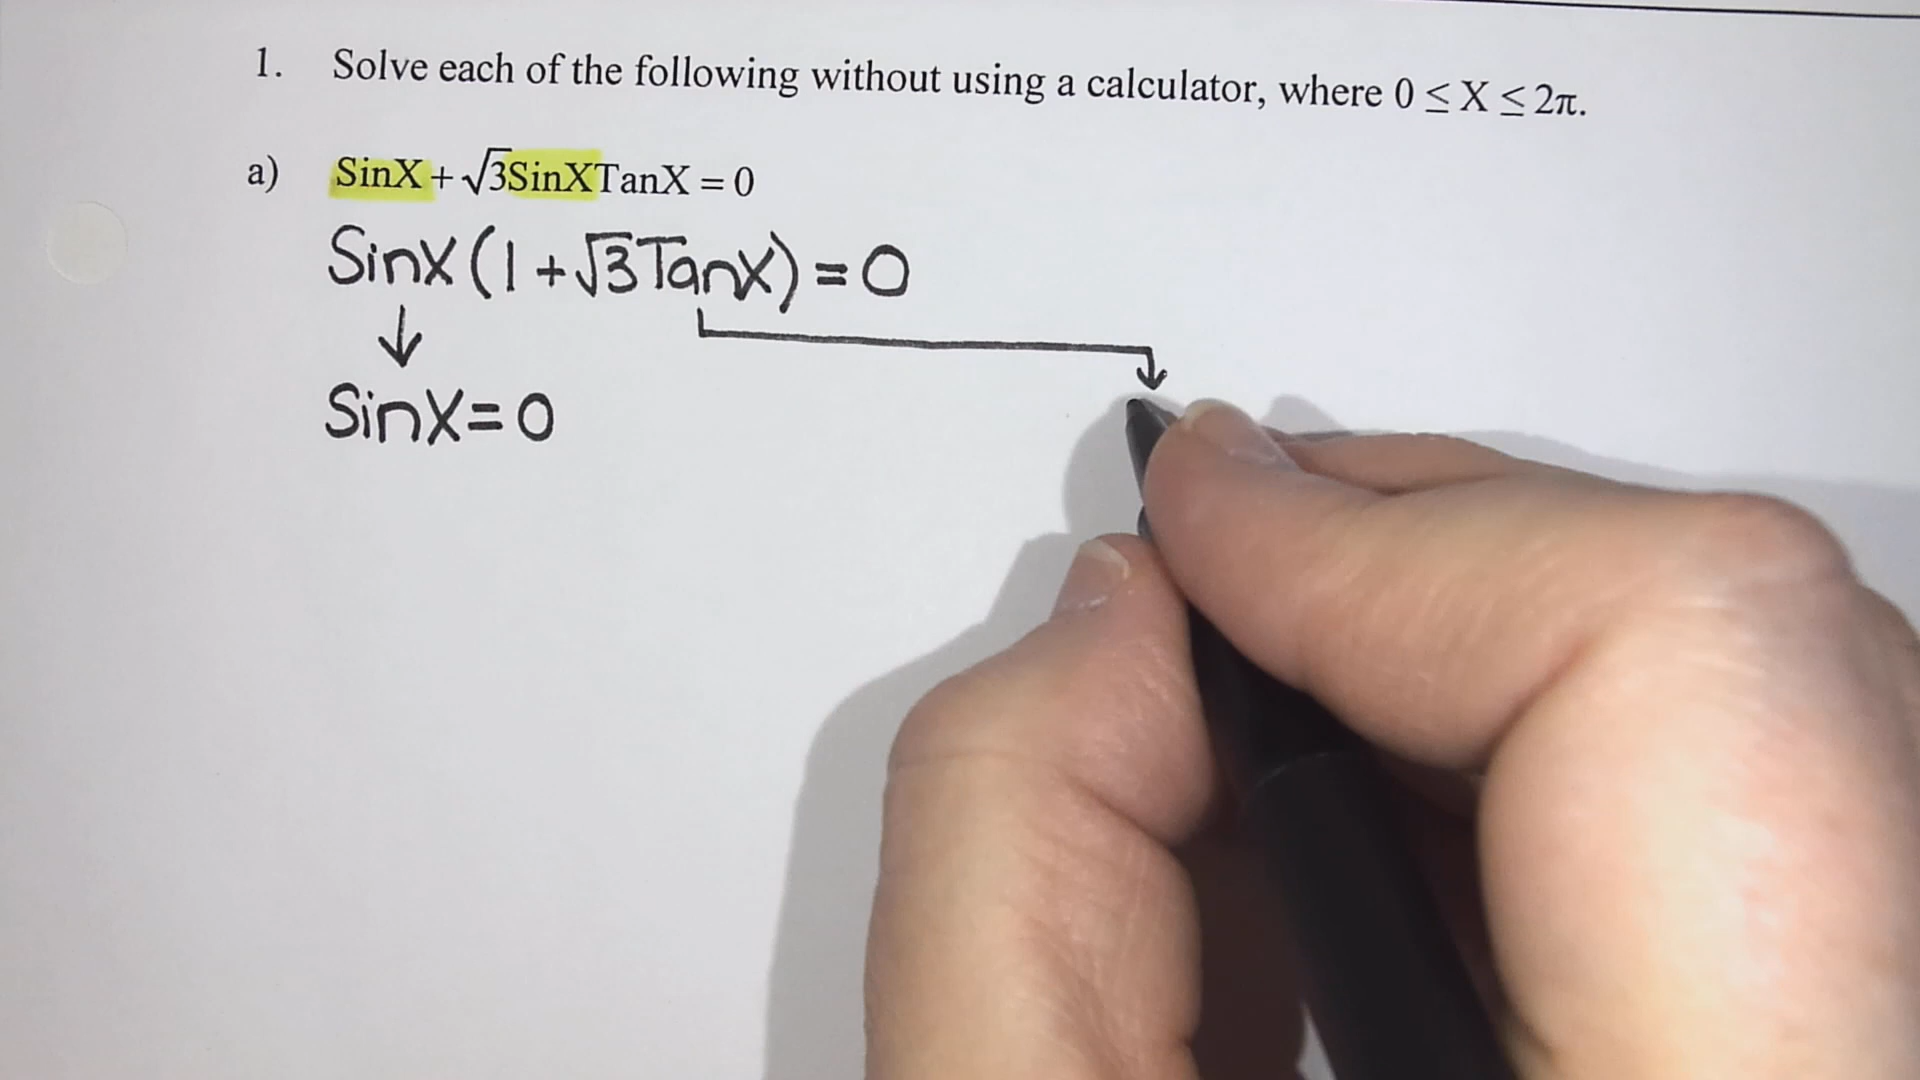 1. Solve each of the following without using a calculator, where 0 ≤ X ≤ 2π.
a) SinX + √3SinXTanX = 0
SinX(1+√3TanX)=0
SinX=0